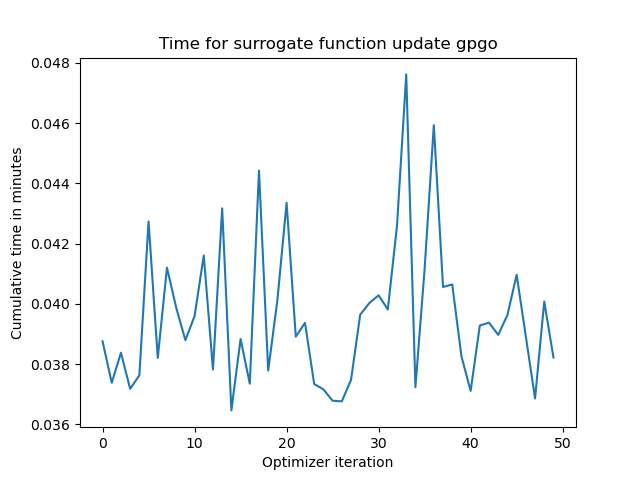 Time for surrogate function update gpgo
0.048
0.046
0.044
0.042
0.040
0.038
0.036
Cumulative time in minutes
0 10 20 30 40 50
Optimizer iteration